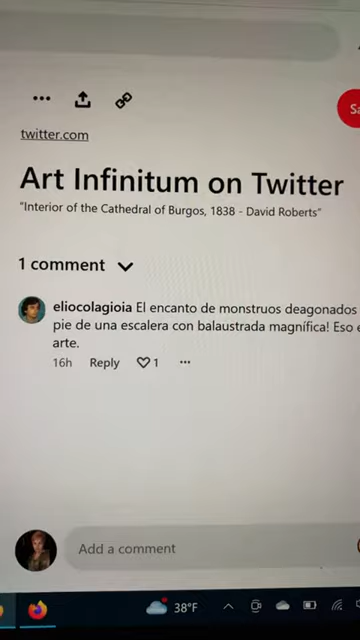 Sa
twitter.com
Art Infinitum on Twitter
"Interior of the Cathedral of Burgos, 1838 - David Roberts"
1 comment
eliocolagioia El encanto de monstruos deagonados
pie de una escalera con balaustrada magnífica! Eso e
arte.
16h Reply 1
Add a comment
38°F